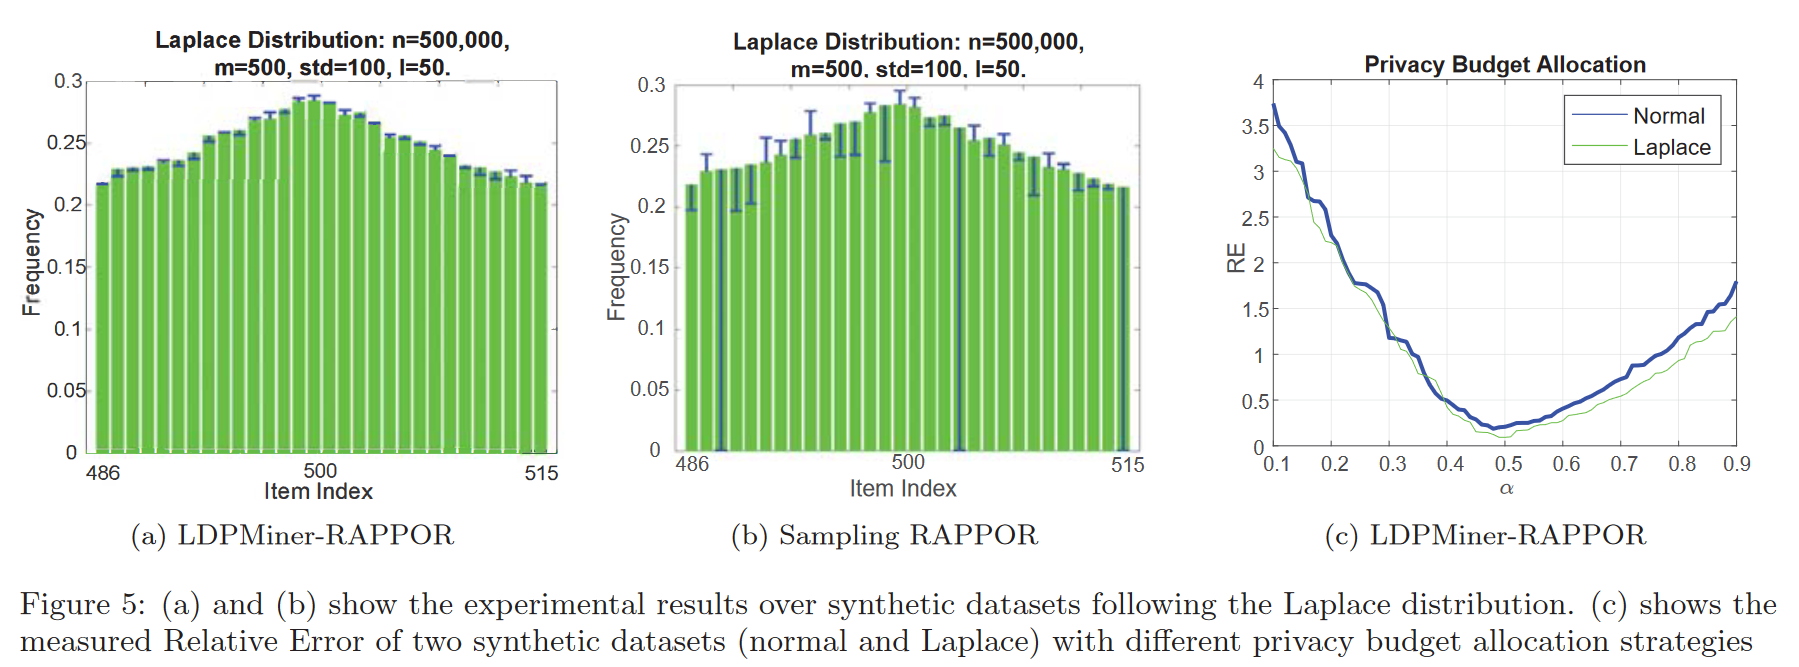 Laplace Distribution: n=500,000,
m=500, std=100, l=50.
0.3
0.25
0.2
0.15
0.1
0.05
0
Frequency
486
500
515
Item Index
(a) LDPMiner-RAPPOR
Laplace Distribution: n=500,000,
m=500, std=100, l=50.
0.3
0.25
0.2
0.15
0.1
0.05
0
Frequency
486
500
515
Item Index
(b) Sampling RAPPOR
Privacy Budget Allocation
4
3.5
3
2.5
2
1.5
1
0.5
0
RE
Normal
Laplace
0.1 0.2 0.3 0.4 0.5 0.6 0.7 0.8 0.9
α
(c) LDPMiner-RAPPOR
Figure 5: (a) and (b) show the experimental results over synthetic datasets following the Laplace distribution. (c) shows the
measured Relative Error of two synthetic datasets (normal and Laplace) with different privacy budget allocation strategies